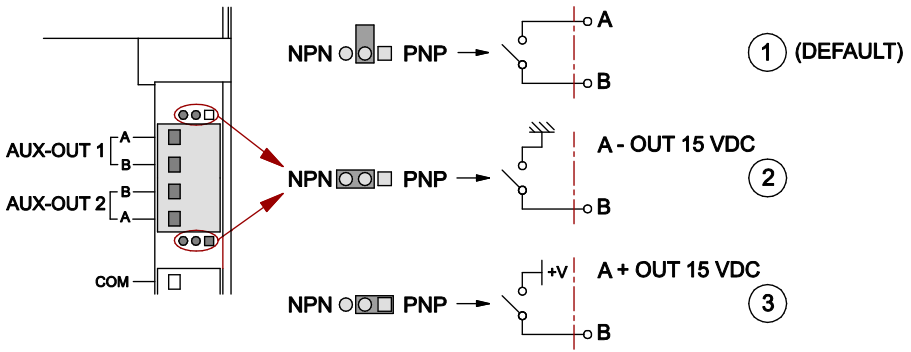 NPN PNP A B 1 (DEFAULT)
AUX-OUT 1 A B
AUX-OUT 2 B A
NPN PNP A - OUT 15 VDC B 2
COM
NPN PNP +V A + OUT 15 VDC B 3